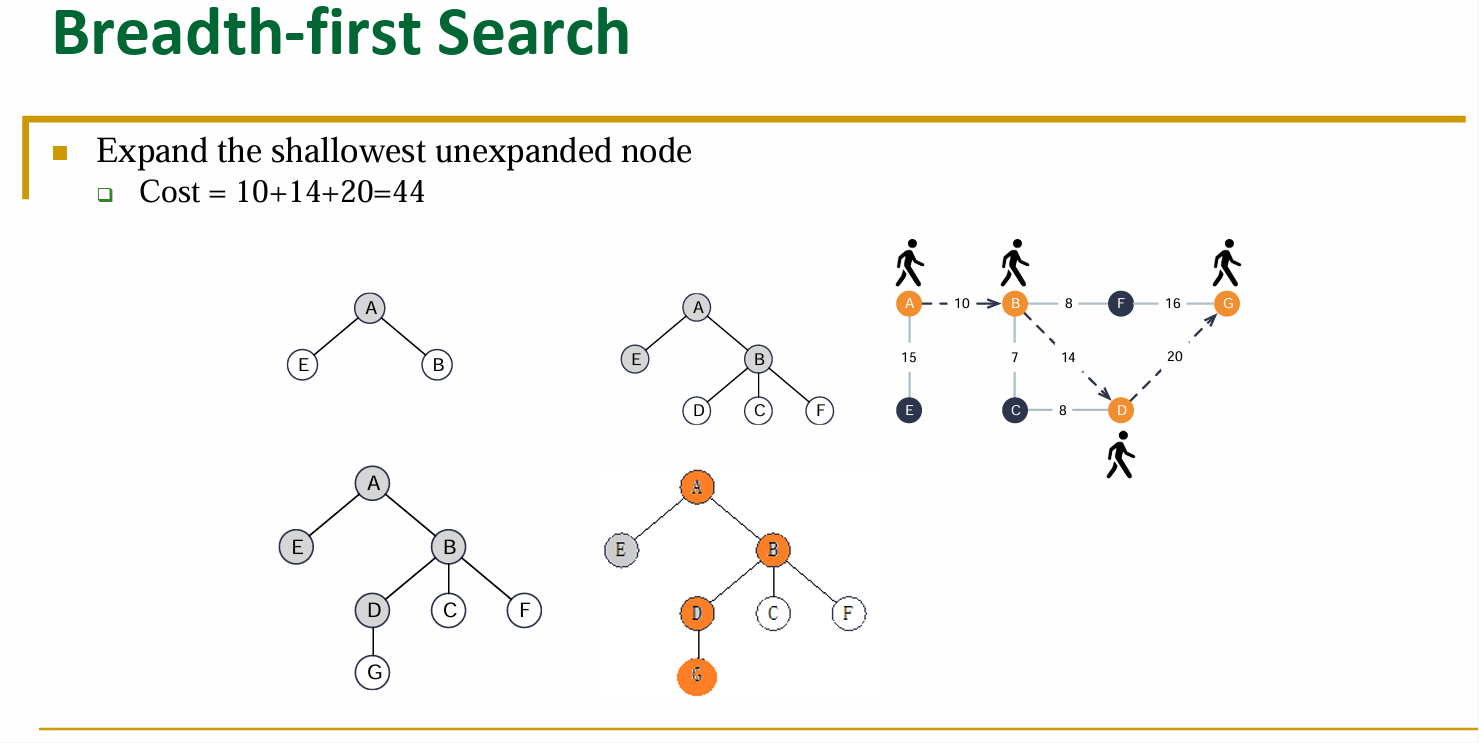 Breadth-first Search
Expand the shallowest unexpanded node
Cost = 10+14+20=44
A
E B
A
E B
D C F
A 10 B 8 F 16 G
15 7 14 20
E C 8 D
A
E B
D C F
G
A
E B
D C F
G